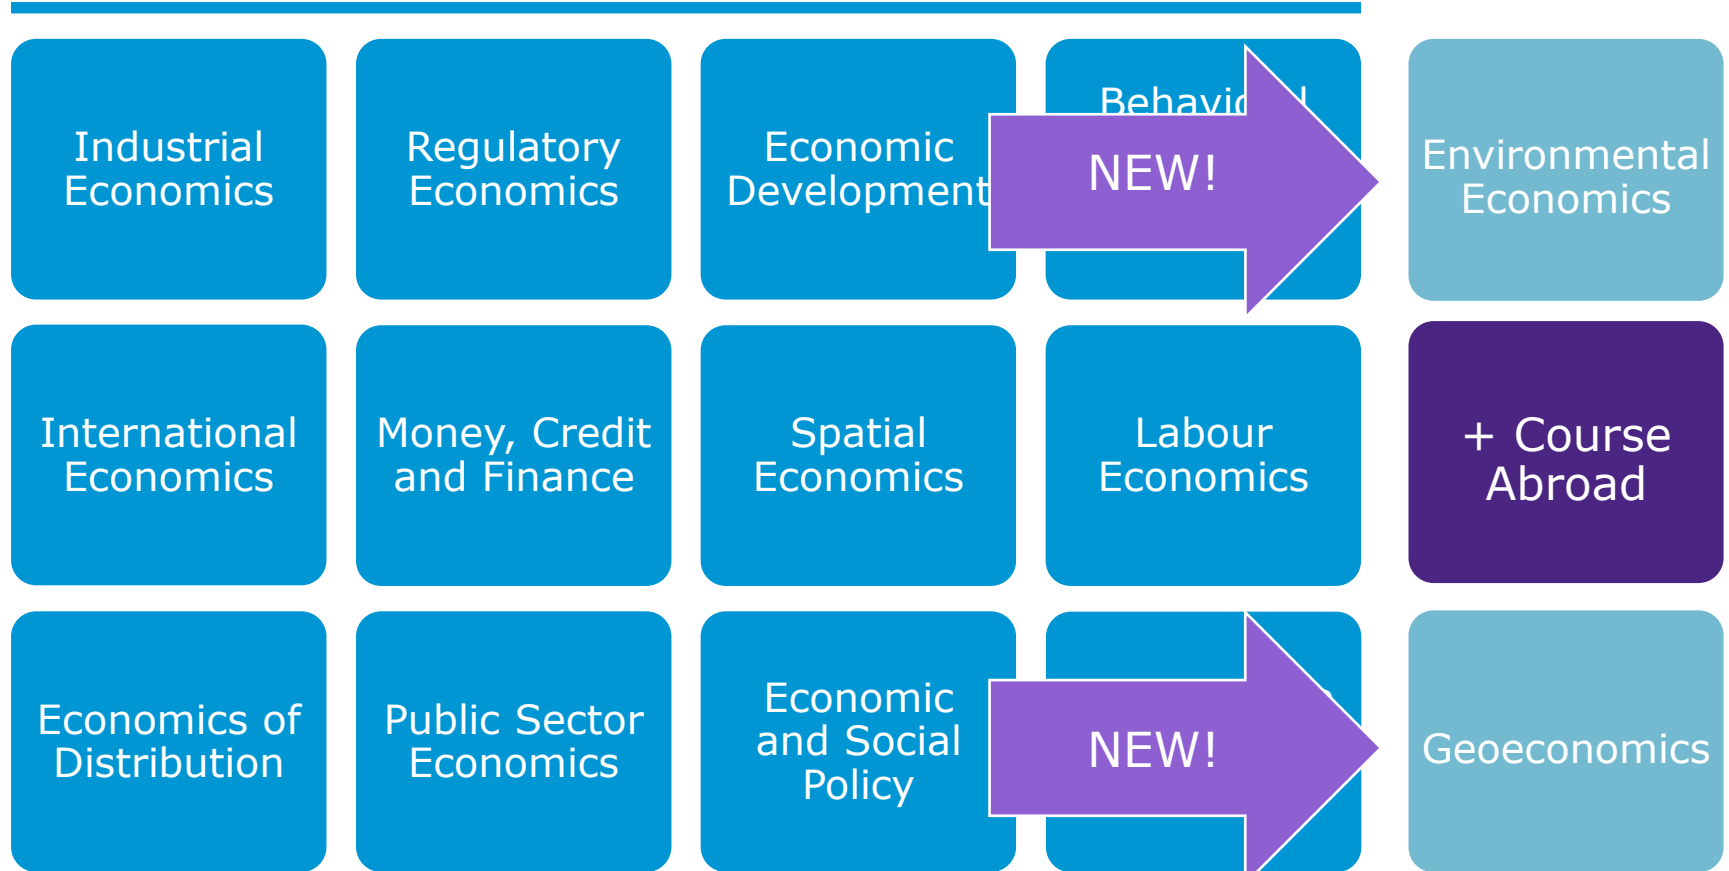 Industrial
Economics
Regulatory
Economics
Economic
Development
NEW!
Environmental
Economics
International
Economics
Money, Credit
and Finance
Spatial
Economics
Labour
Economics
+ Course
Abroad
Economics of
Distribution
Public Sector
Economics
Economic
and Social
Policy
NEW!
Geoeconomics